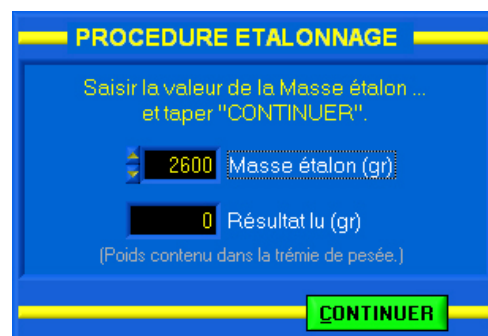 PROCEDURE ETALONNAGE
Saisir la valeur de la Masse étalon ...
et taper "CONTINUER".
2600 Masse étalon (gr)
0 Résultat lu (gr)
(Poids contenu dans la trémie de pesée.)
CONTINUER